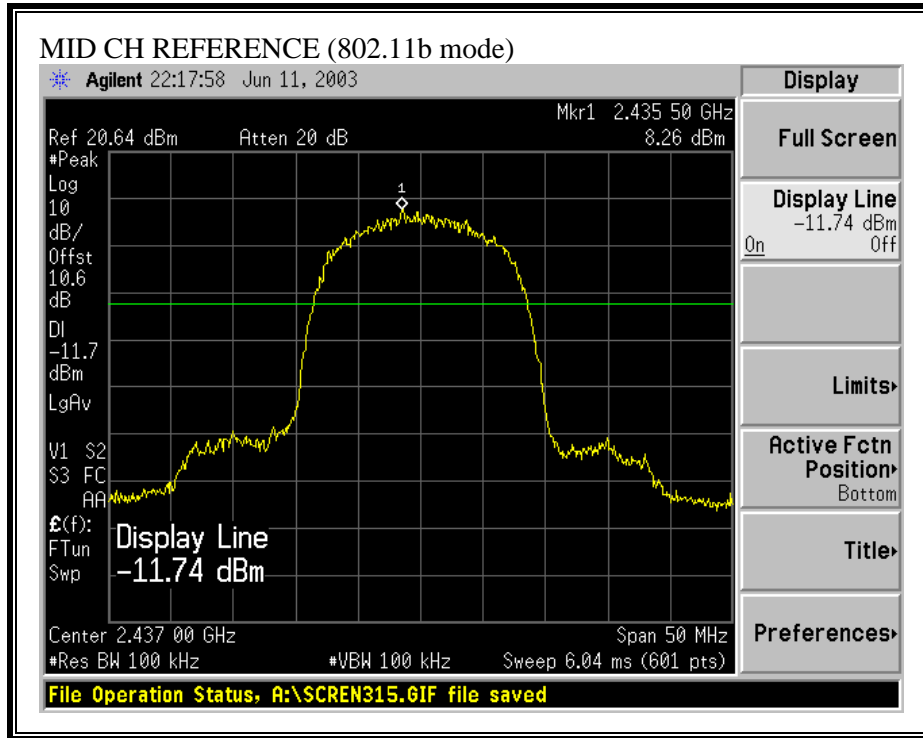 MID CH REFERENCE (802.11b mode)
Agilent 22:17:58 Jun 11, 2003
Display
Mkr1 2.435 50 GHz
Ref 20.64 dBm Atten 20 dB 8.26 dBm
#Peak
Log
10
dB/
Offst
10.6
dB
DI
-11.7
dBm
LgAv
V1 S2
S3 FC
AA
£(f):
FTun
Swp
1
Display Line
-11.74 dBm
Center 2.437 00 GHz Span 50 MHz
#Res BW 100 kHz #VBW 100 kHz Sweep 6.04 ms (601 pts)
File Operation Status, A:\SCREN315.GIF file saved
Full Screen
Display Line
-11.74 dBm
On Off
Limits
Active Fctn
Position
Bottom
Title
Preferences